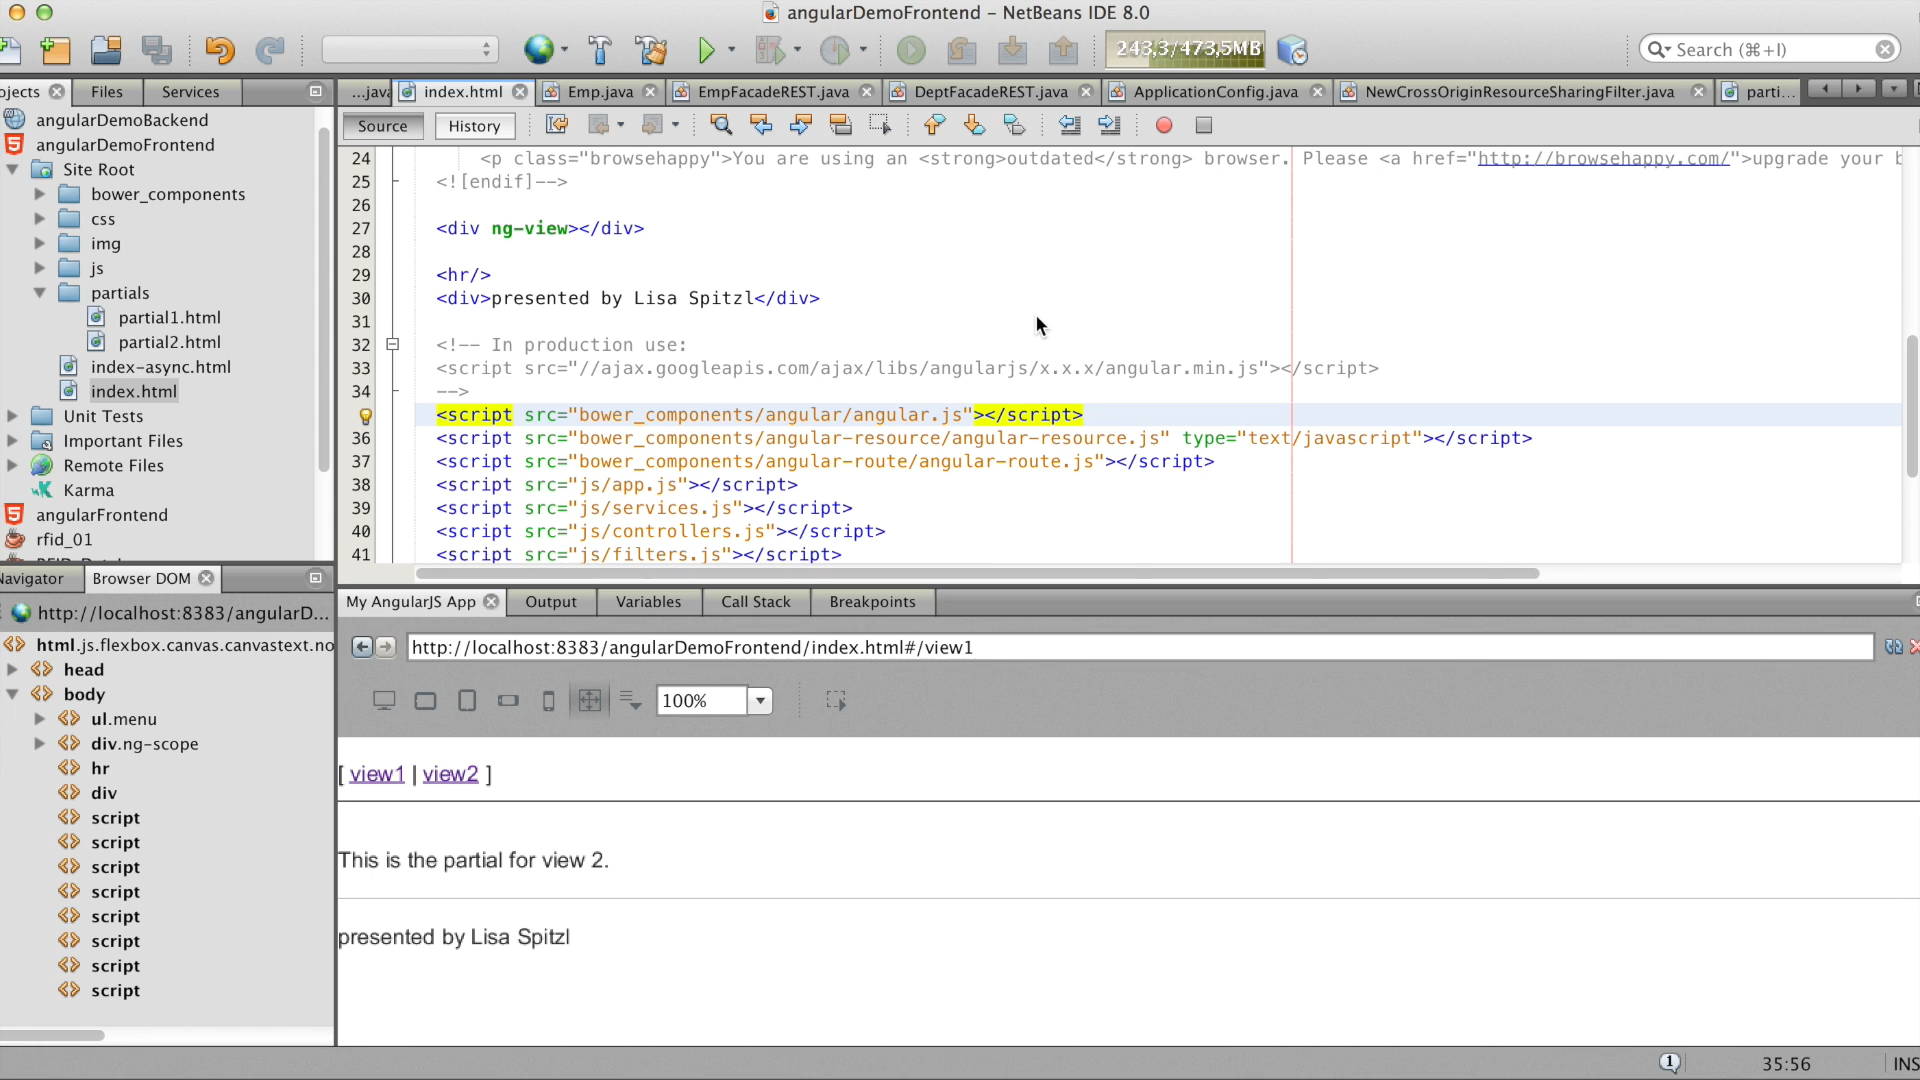 angularDemoFrontend – NetBeans IDE 8.0
243,3/473,5MB
Search (⌘+I)
ojects
Files
Services
...java
index.html
Emp.java
EmpFacadeREST.java
DeptFacadeREST.java
ApplicationConfig.java
NewCrossOriginResourceSharingFilter.java
parti...
Source
History
angularDemoBackend
angularDemoFrontend
Site Root
bower_components
css
img
js
partials
partial1.html
partial2.html
index-async.html
index.html
Unit Tests
Important Files
Remote Files
Karma
angularFrontend
rfid_01
24 <p class="browsehappy">You are using an <strong>outdated</strong> browser. Please <a href="http://browsehappy.com/">upgrade your b
25 <![endif]-->
26
27 <div ng-view></div>
28
29 <hr/>
30 <div>presented by Lisa Spitzl</div>
31
32 <!-- In production use:
33 <script src="//ajax.googleapis.com/ajax/libs/angularjs/x.x.x/angular.min.js"></script>
34 -->
<script src="bower_components/angular/angular.js"></script>
36 <script src="bower_components/angular-resource/angular-resource.js" type="text/javascript"></script>
37 <script src="bower_components/angular-route/angular-route.js"></script>
38 <script src="js/app.js"></script>
39 <script src="js/services.js"></script>
40 <script src="js/controllers.js"></script>
41 <script src="js/filters.js"></script>
Navigator
Browser DOM
http://localhost:8383/angularD...
html.js.flexbox.canvas.canvastext.no
head
body
ul.menu
div.ng-scope
hr
div
script
script
script
script
script
script
script
script
My AngularJS App
Output
Variables
Call Stack
Breakpoints
http://localhost:8383/angularDemoFrontend/index.html#/view1
100%
[ view1 | view2 ]
This is the partial for view 2.
presented by Lisa Spitzl
1
35:56
INS